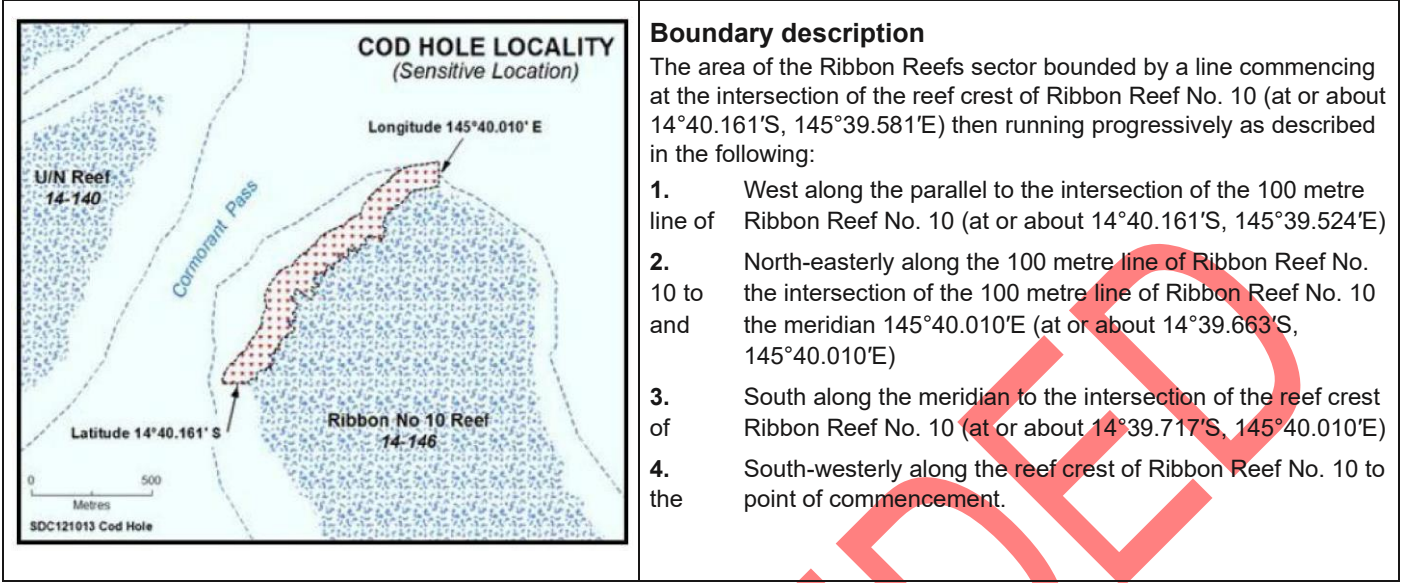 COD HOLE LOCALITY
(Sensitive Location)
Longitude 145°40.010' E
U/N Reef
14-140
Cormorant Pass
Ribbon No 10 Reef
14-146
Latitude 14°40.161' S
0 500
Metres
SDC121013 Cod Hole
Boundary description
The area of the Ribbon Reefs sector bounded by a line commencing
at the intersection of the reef crest of Ribbon Reef No. 10 (at or about
14°40.161′S, 145°39.581′E) then running progressively as described
in the following:
1. West along the parallel to the intersection of the 100 metre
line of Ribbon Reef No. 10 (at or about 14°40.161′S, 145°39.524′E)
2. North-easterly along the 100 metre line of Ribbon Reef No.
10 to the intersection of the 100 metre line of Ribbon Reef No. 10
and the meridian 145°40.010′E (at or about 14°39.663′S,
145°40.010′E)
3. South along the meridian to the intersection of the reef crest
of Ribbon Reef No. 10 (at or about 14°39.717′S, 145°40.010′E)
4. South-westerly along the reef crest of Ribbon Reef No. 10 to
the point of commencement.